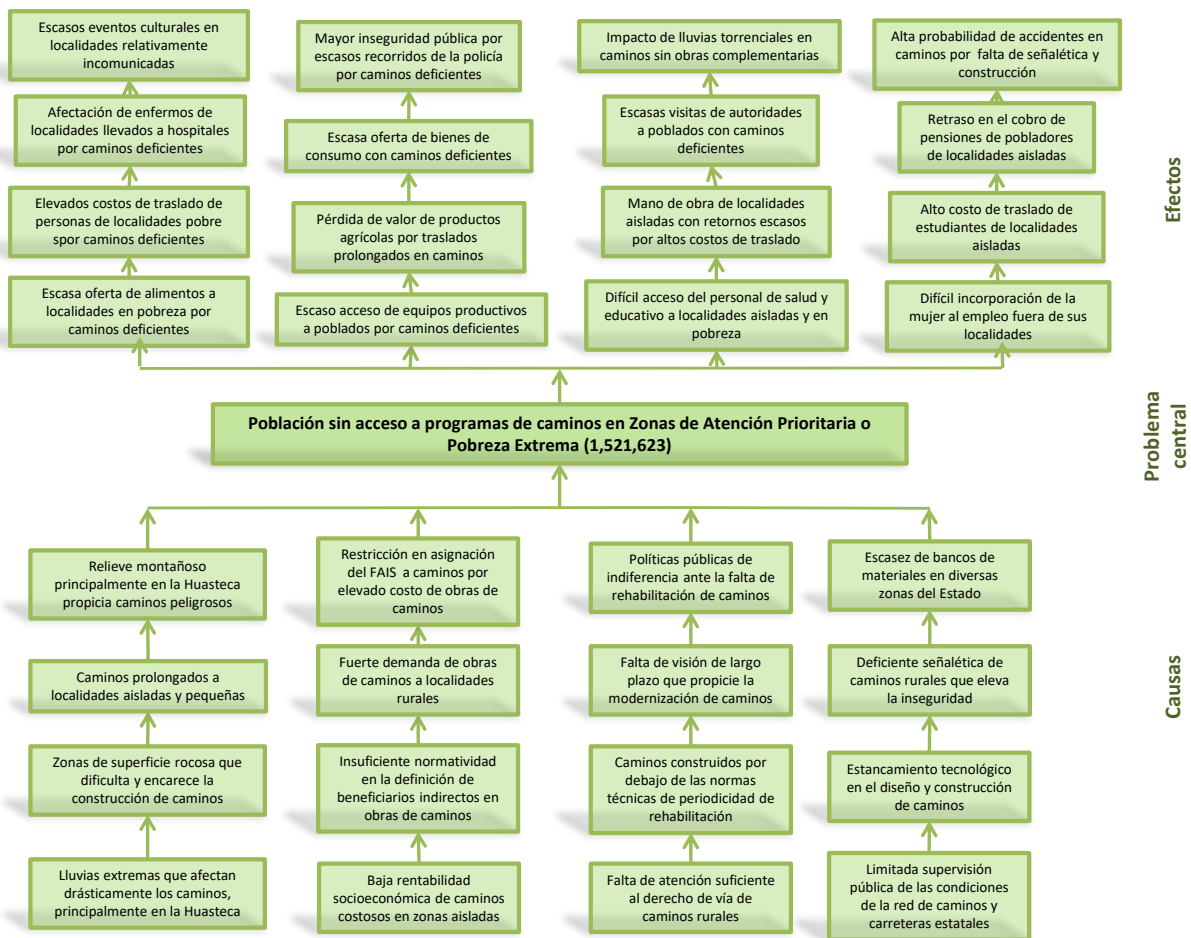 Escasos eventos culturales en
localidades relativamente
incomunicadas
Mayor inseguridad pública por
escasos recorridos de la policía
por caminos deficientes
Impacto de lluvias torrenciales en
caminos sin obras complementarias
Alta probabilidad de accidentes en
caminos por falta de señalética y
construcción
Afectación de enfermos de
localidades llevados a hospitales
por caminos deficientes
Escasa oferta de bienes de
consumo con caminos deficientes
Escasas visitas de autoridades
a poblados con caminos
deficientes
Retraso en el cobro de
pensiones de pobladores
de localidades aisladas
Elevados costos de traslado de
personas de localidades pobre
spor caminos deficientes
Pérdida de valor de productos
agrícolas por traslados
prolongados en caminos
Mano de obra de localidades
aisladas con retornos escasos
por altos costos de traslado
Alto costo de traslado de
estudiantes de localidades
aisladas
Escasa oferta de alimentos a
localidades en pobreza por
caminos deficientes
Escaso acceso de equipos productivos
a poblados por caminos deficientes
Difícil acceso del personal de salud y
educativo a localidades aisladas y en
pobreza
Difícil incorporación de la
mujer al empleo fuera de sus
localidades
Efectos
Población sin acceso a programas de caminos en Zonas de Atención Prioritaria o
Pobreza Extrema (1,521,623)
Problema
central
Relieve montañoso
principalmente en la Huasteca
propicia caminos peligrosos
Restricción en asignación
del FAIS a caminos por
elevado costo de obras de
caminos
Políticas públicas de
indiferencia ante la falta de
rehabilitación de caminos
Escasez de bancos de
materiales en diversas
zonas del Estado
Caminos prolongados a
localidades aisladas y pequeñas
Fuerte demanda de obras
de caminos a localidades
rurales
Falta de visión de largo
plazo que propicie la
modernización de caminos
Deficiente señalética de
caminos rurales que eleva
la inseguridad
Zonas de superficie rocosa que
dificulta y encarece la
construcción de caminos
Insuficiente normatividad
en la definición de
beneficiarios indirectos en
obras de caminos
Caminos construidos por
debajo de las normas
técnicas de periodicidad de
rehabilitación
Estancamiento tecnológico
en el diseño y construcción
de caminos
Lluvias extremas que afectan
drásticamente los caminos,
principalmente en la Huasteca
Baja rentabilidad
socioeconómica de caminos
costosos en zonas aisladas
Falta de atención suficiente
al derecho de vía de
caminos rurales
Limitada supervisión
pública de las condiciones
de la red de caminos y
carreteras estatales
Causas